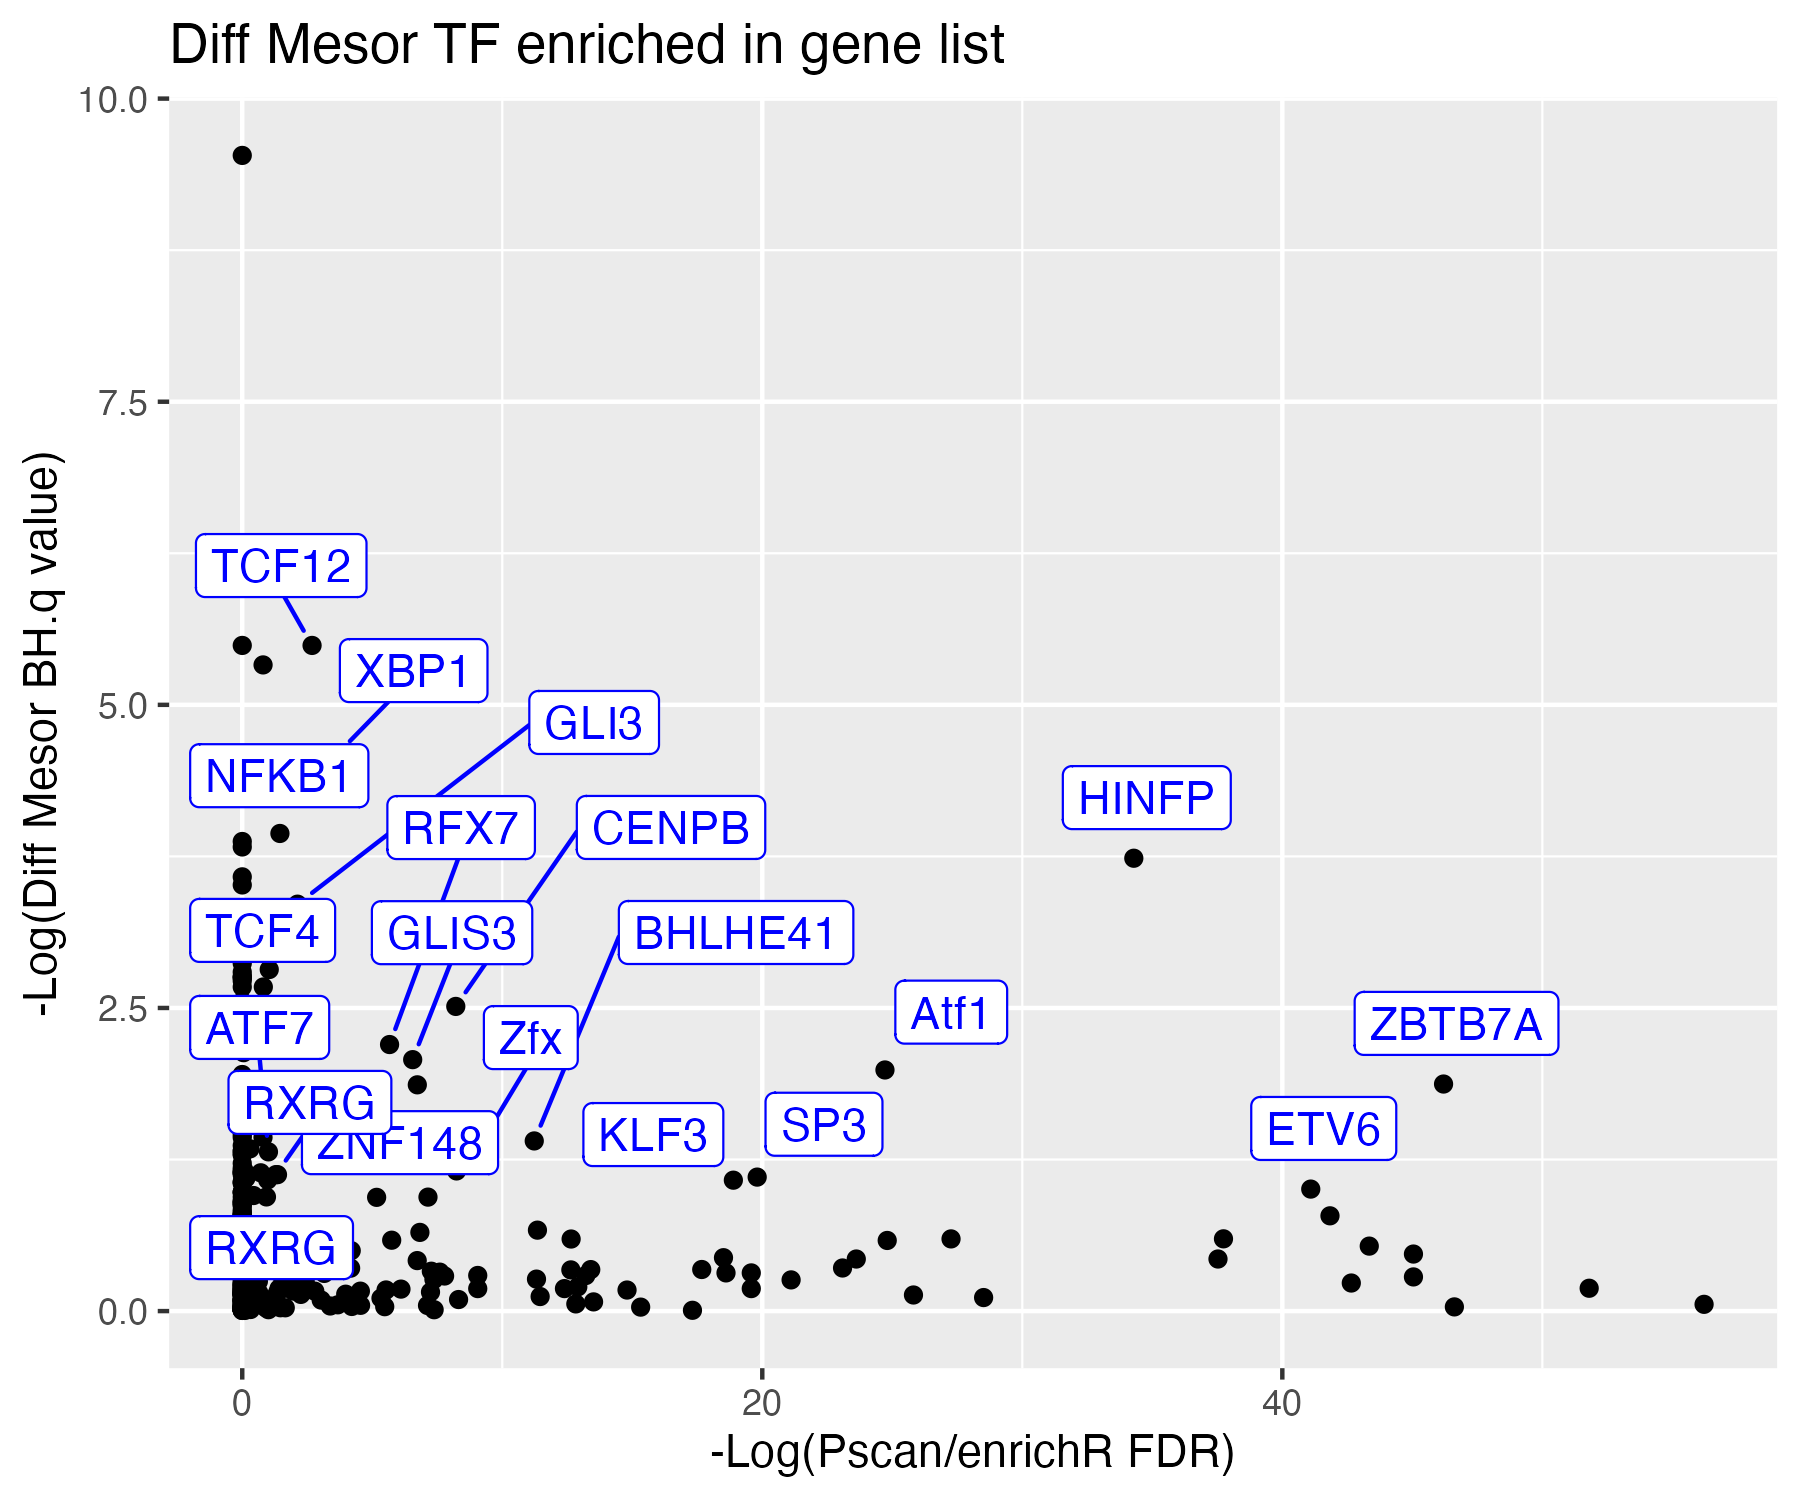 Diff Mesor TF enriched in gene list
-Log(Diff Mesor BH.q value)
10.0
7.5
5.0
2.5
0.0
TCF12
XBP1
GLI3
NFKB1
HINFP
RFX7
CENPB
TCF4
GLIS3
BHLHE41
Atf1
ZBTB7A
ATF7
Zfx
RXRG
ZNF148
KLF3
SP3
ETV6
RXRG
0
20
40
-Log(Pscan/enrichR FDR)